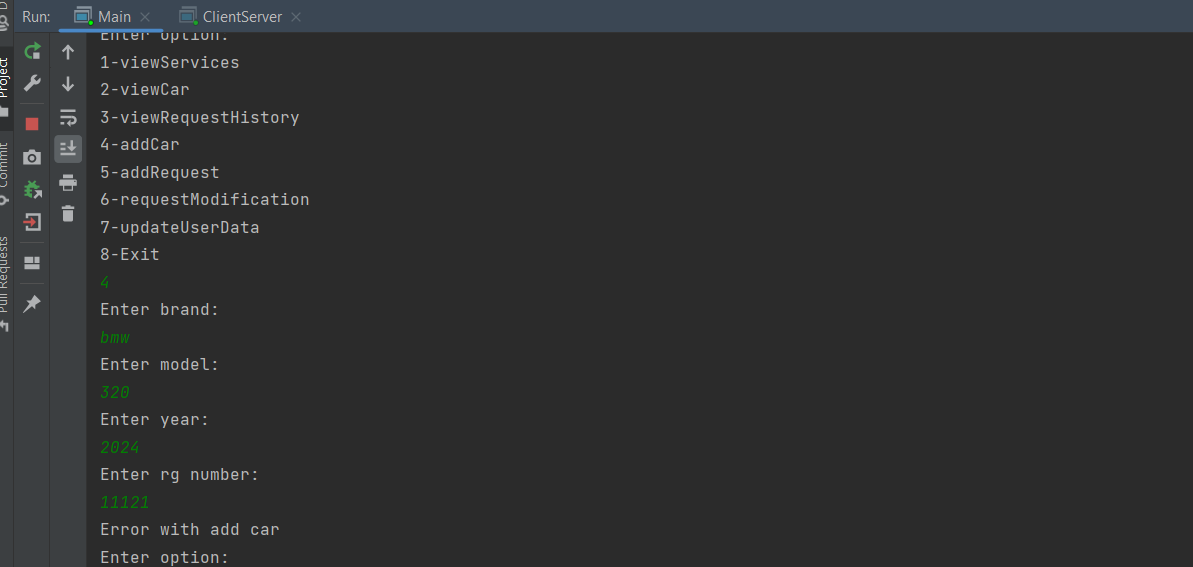 Run: Main ClientServer
Enter option:
1-viewServices
2-viewCar
3-viewRequestHistory
4-addCar
5-addRequest
6-requestModification
7-updateUserData
8-Exit
4
Enter brand:
bmw
Enter model:
320
Enter year:
2024
Enter rg number:
11121
Error with add car
Enter option:
Project
Commit
Pull Requests